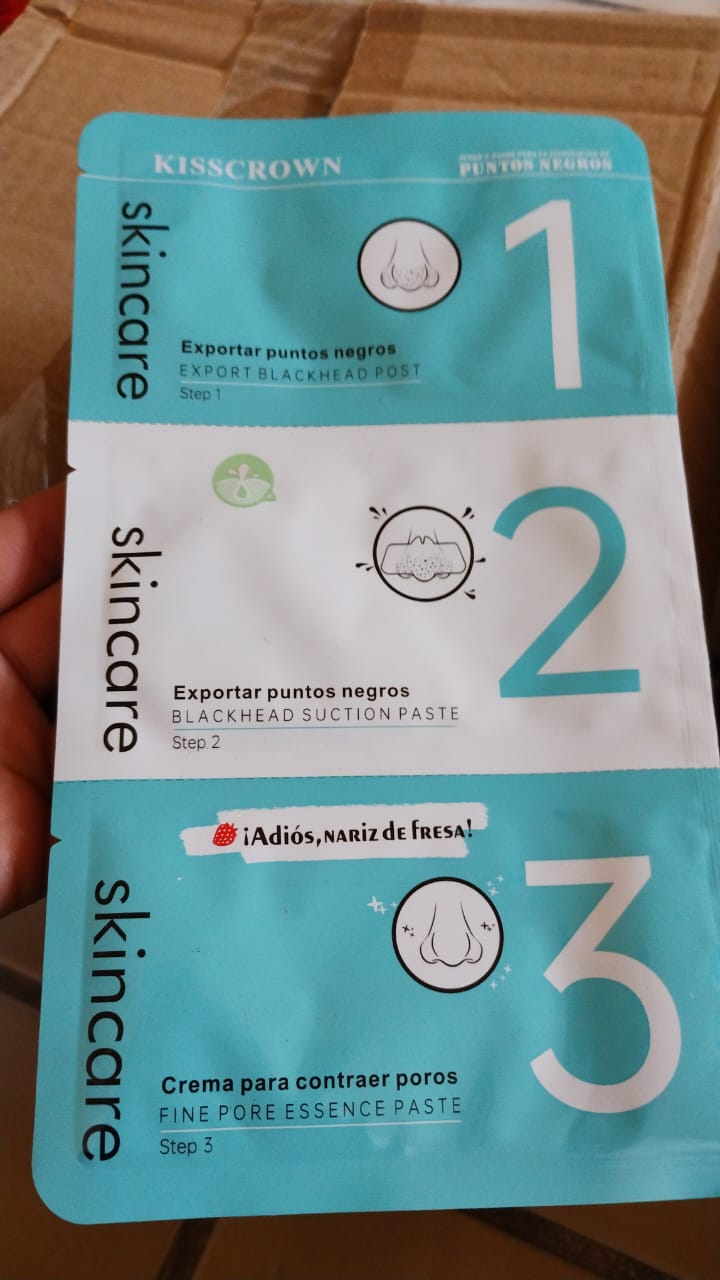 KISSCROWN
PUNTOS NEGROS
skincare
1
Exportar puntos negros
EXPORT BLACKHEAD POST
Step 1
skincare
2
Exportar puntos negros
BLACKHEAD SUCTION PASTE
Step 2
¡Adiós, NARIZ DE FRESA!
skincare
3
Crema para contraer poros
FINE PORE ESSENCE PASTE
Step 3